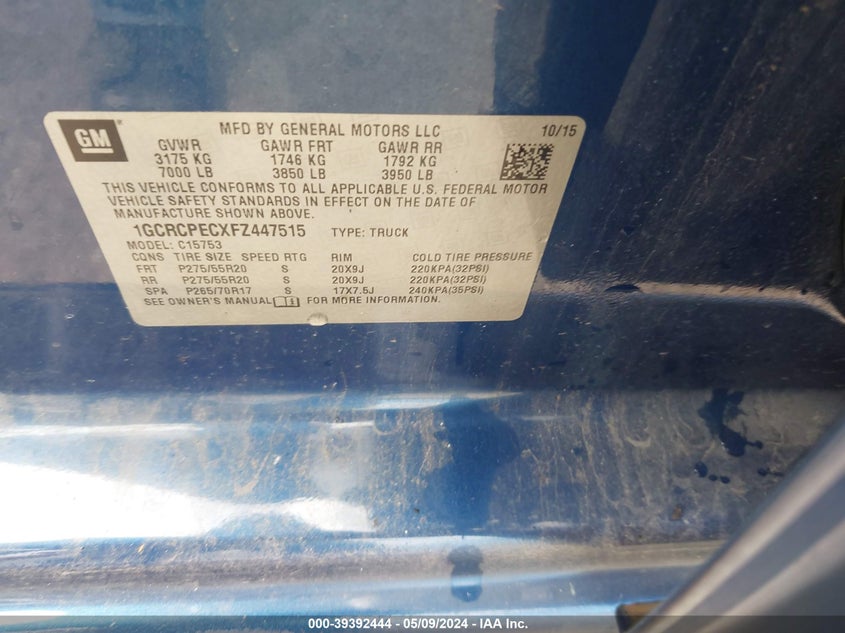 GM
MFD BY GENERAL MOTORS LLC 10/15
GVWR GAWR FRT GAWR RR
3175 KG 1746 KG 1792 KG
7000 LB 3850 LB 3950 LB
THIS VEHICLE CONFORMS TO ALL APPLICABLE U.S. FEDERAL MOTOR
VEHICLE SAFETY STANDARDS IN EFFECT ON THE DATE OF
MANUFACTURE SHOWN ABOVE.
1GCRCPECXFZ447515 TYPE: TRUCK
MODEL: C15753
CQNS TIRE SIZE SPEED RTG RIM COLD TIRE PRESSURE
FRT P275/55R20 S 20X9J 220KPA(32PSI)
RR P275/55R20 S 20X9J 220KPA(32PSI)
SPA P265/70R17 S 17X7.5J 240KPA(35PSI)
SEE OWNER'S MANUAL FOR MORE INFORMATION.
000-39392444 - 05/09/2024 - IAA Inc.